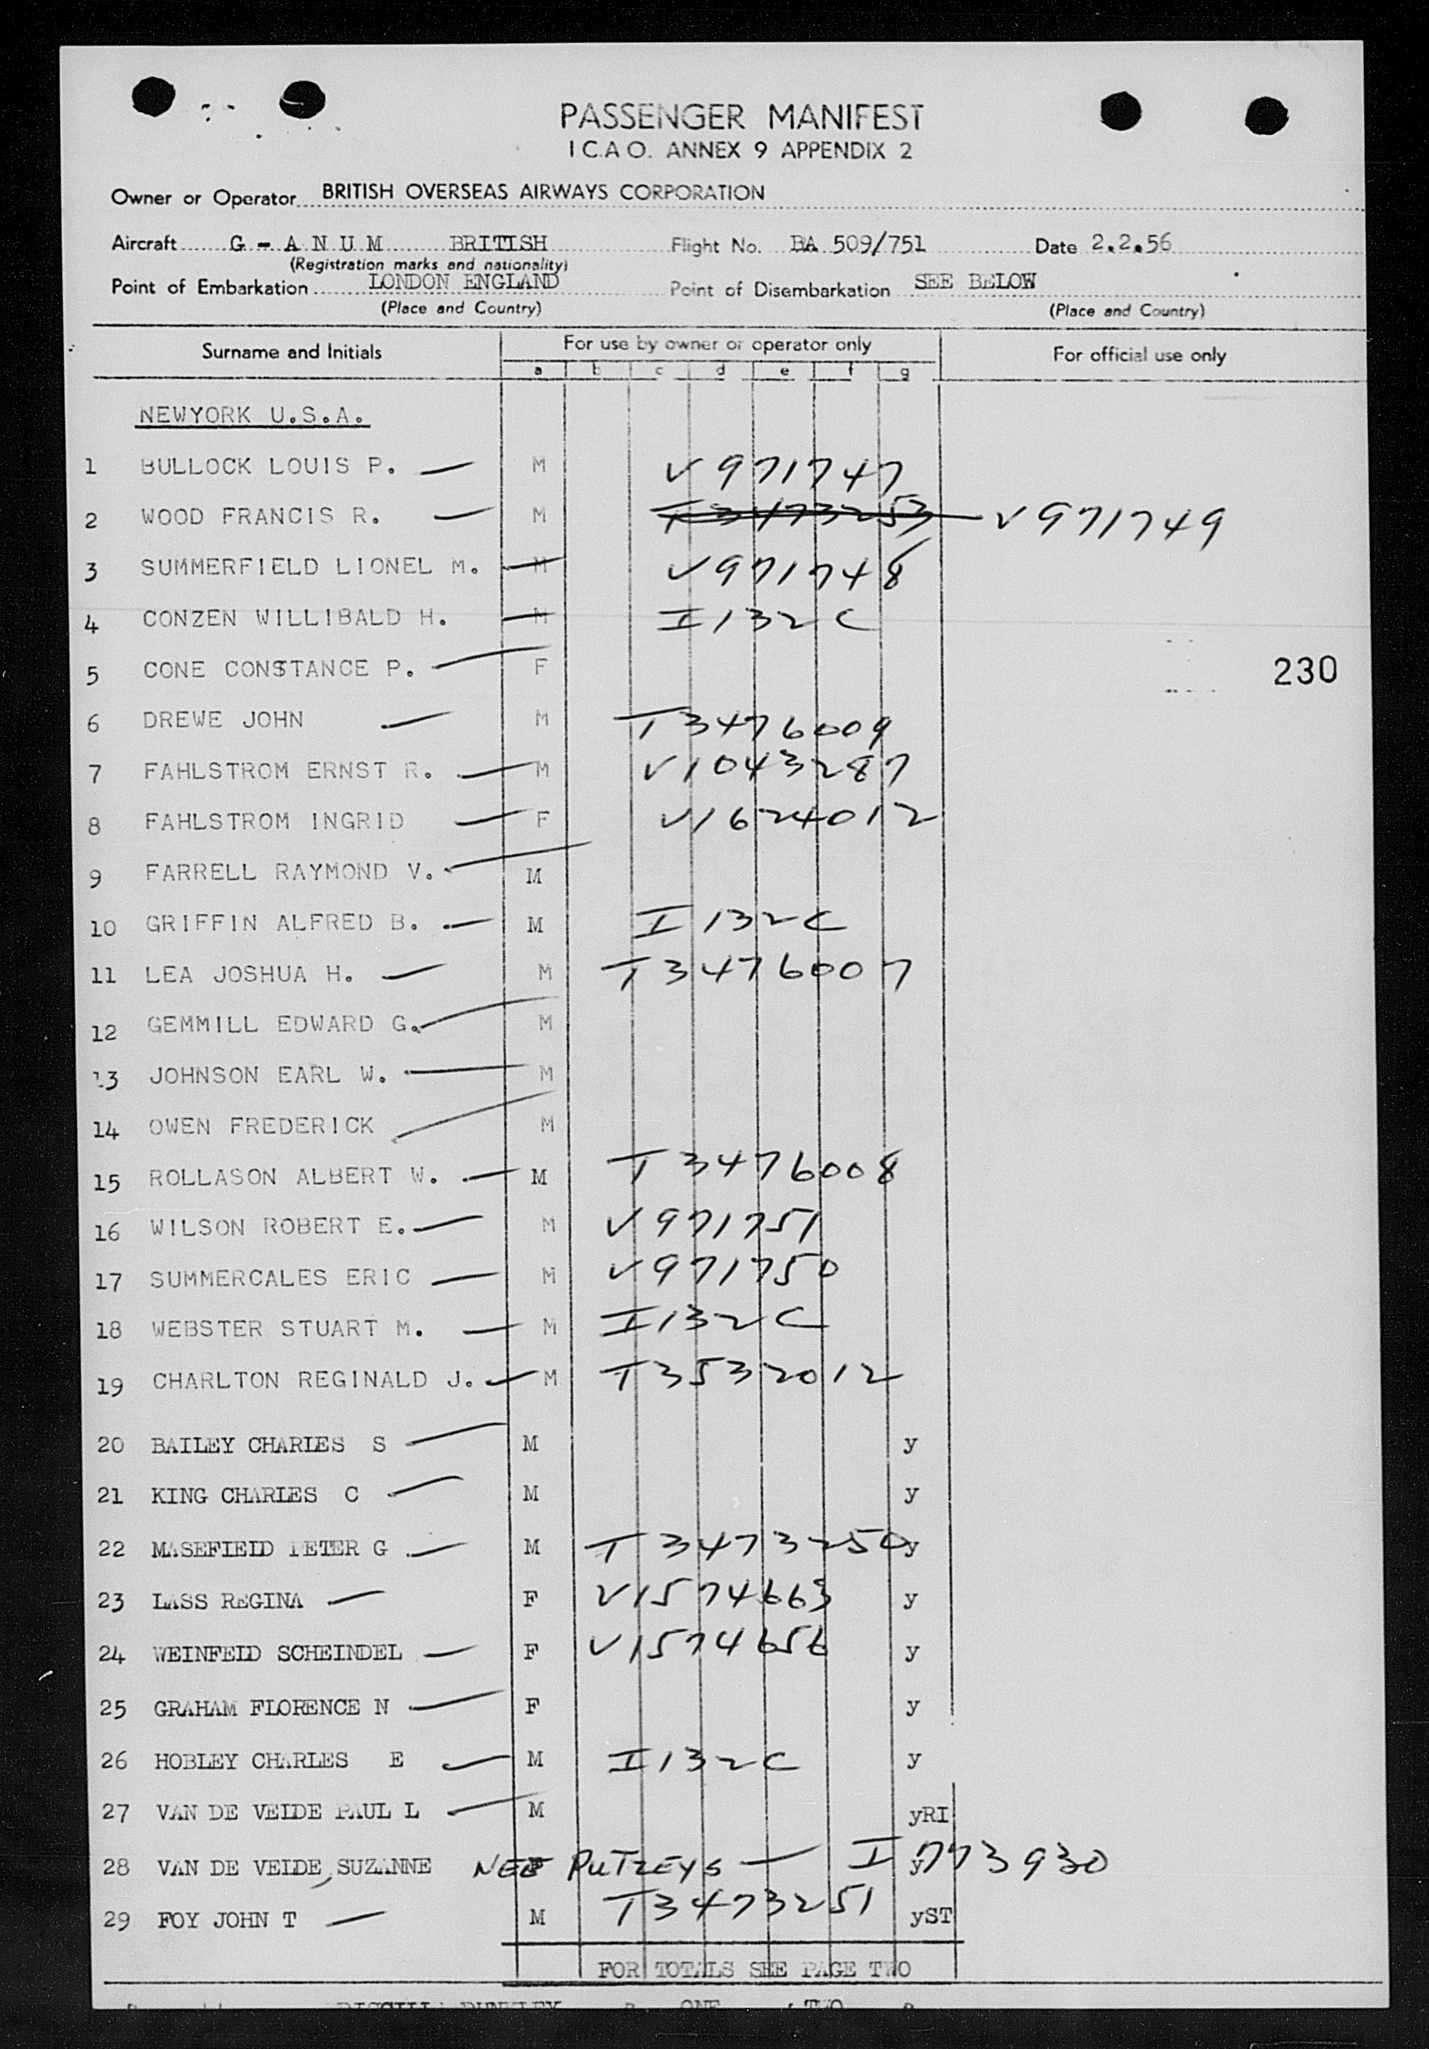 PASSENGER MANIFEST
I C.A O. ANNEX 9 APPENDIX 2
Owner or Operator BRITISH OVERSEAS AIRWAYS CORPORATION
Aircraft G - A N U M BRITISH Flight No. BA 509/751 Date 2.2.56
(Registration marks and nationality)
Point of Embarkation LONDON ENGLAND Point of Disembarkation SEE BELOW
(Place and Country) (Place and Country)
Surname and Initials For use by owner or operator only For official use only
a b c d e f g
NEWYORK U.S.A.
1 BULLOCK LOUIS P. M V971747
2 WOOD FRANCIS R. M T3473253 V971749
3 SUMMERFIELD LIONEL M. M V971748
4 CONZEN WILLIBALD H. M I132C
5 CONE CONSTANCE P. F
230
6 DREWE JOHN M T3476009
7 FAHLSTROM ERNST R. M V1043287
8 FAHLSTROM INGRID F V1624012
9 FARRELL RAYMOND V. M
10 GRIFFIN ALFRED B. M I132C
11 LEA JOSHUA H. M T3476007
12 GEMMILL EDWARD G. M
13 JOHNSON EARL W. M
14 OWEN FREDERICK M
15 ROLLASON ALBERT W. M T3476008
16 WILSON ROBERT E. M V971751
17 SUMMERCALES ERIC M V971750
18 WEBSTER STUART M. M I132C
19 CHARLTON REGINALD J. M T3532012
20 BAILEY CHARLES S M y
21 KING CHARLES C M y
22 MASEFIELD PETER G M T3473250 y
23 LASS REGINA F V1574663 y
24 WEINFELD SCHEINDEL F V1574656 y
25 GRAHAM FLORENCE N F y
26 HOBLEY CHARLES E M I132C y
27 VAN DE VELDE PAUL L M yRI
28 VAN DE VELDE, SUZANNE NEE F PUTZEYS I y773930
29 FOY JOHN T M T3473251 yST
FOR TOTALS SEE PAGE TWO